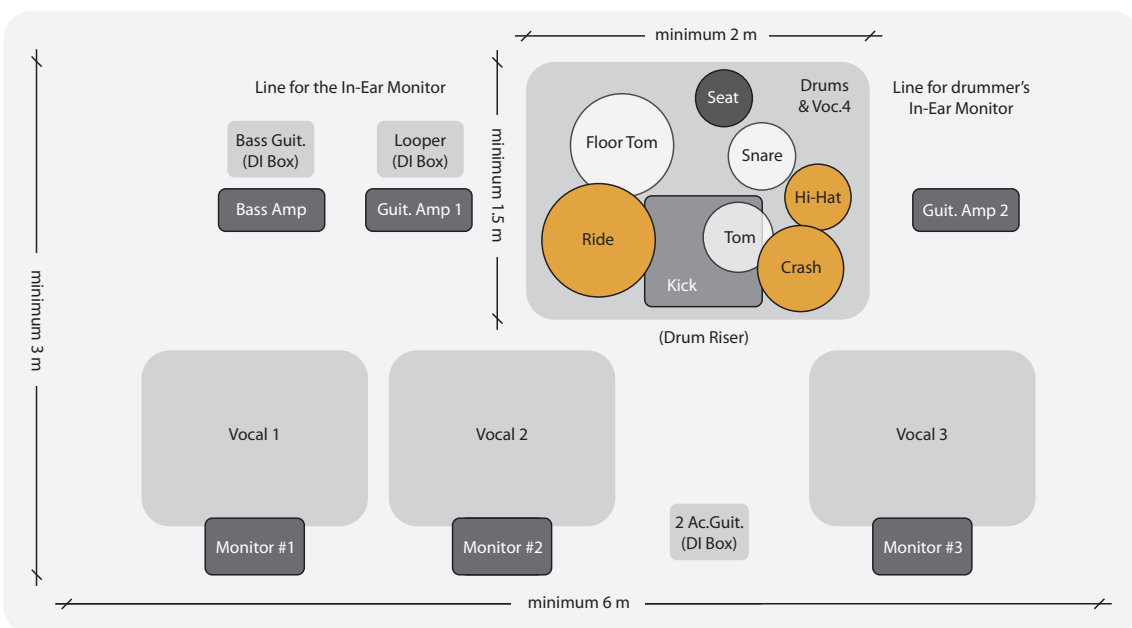 minimum 2 m
Line for the In-Ear Monitor
Bass Guit.
(DI Box)
Looper
(DI Box)
Bass Amp
Guit. Amp 1
minimum 1.5 m
Seat
Drums
& Voc.4
Floor Tom
Snare
Hi-Hat
Ride
Tom
Crash
Kick
(Drum Riser)
Line for drummer's
In-Ear Monitor
Guit. Amp 2
minimum 3 m
Vocal 1
Vocal 2
Vocal 3
Monitor #1
Monitor #2
2 Ac.Guit.
(DI Box)
Monitor #3
minimum 6 m